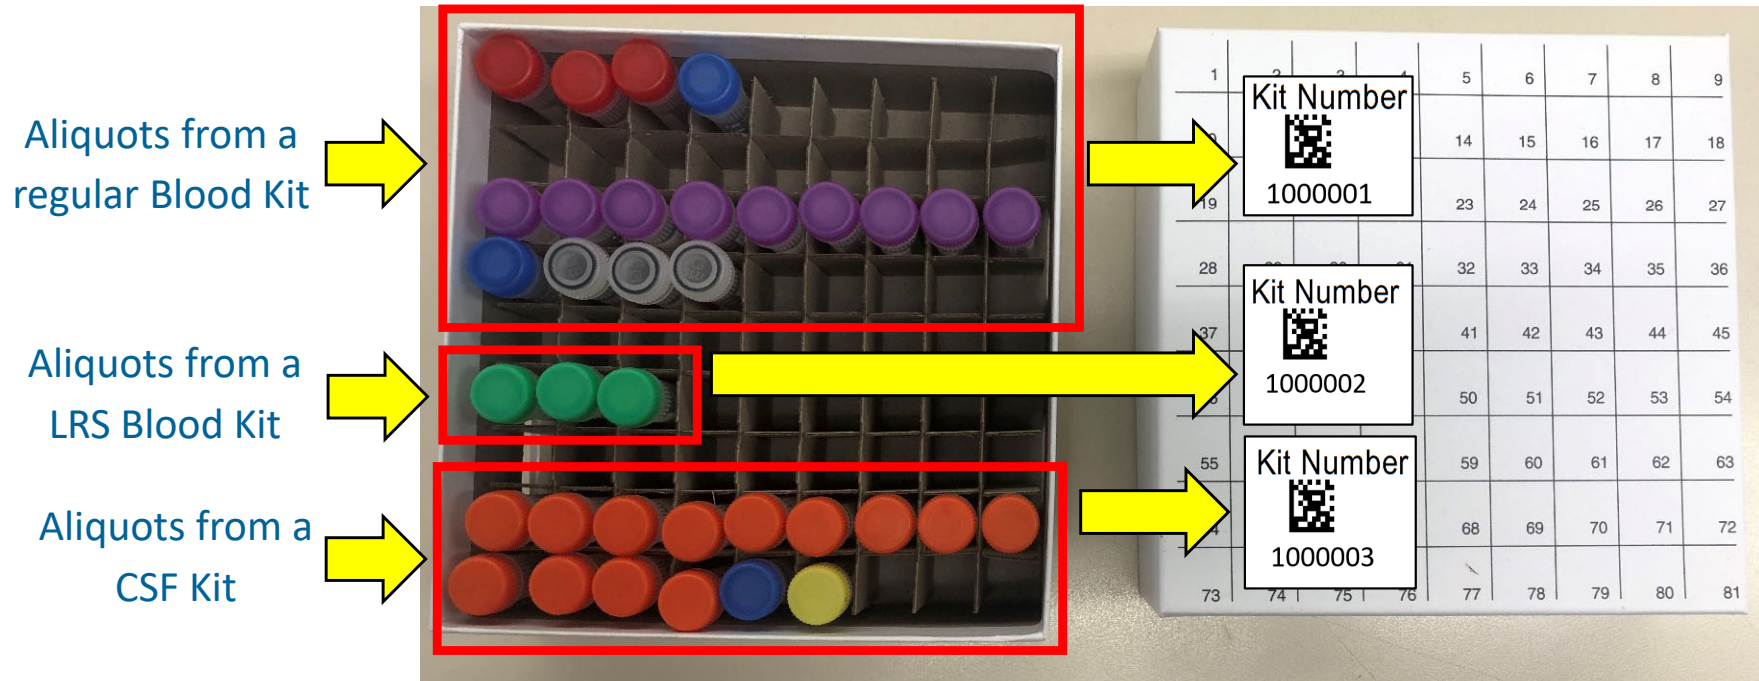 Aliquots from a
regular Blood Kit
Aliquots from a
LRS Blood Kit
Aliquots from a
CSF Kit
1 5 6 7 8 9
Kit Number
14 15 16 17 18
1000001
19 23 24 25 26 27
28 32 33 34 35 36
Kit Number
37 41 42 43 44 45
1000002
50 51 52 53 54
55 59 60 61 62 63
Kit Number
68 69 70 71 72
1000003
73 74 75 76 77 78 79 80 81